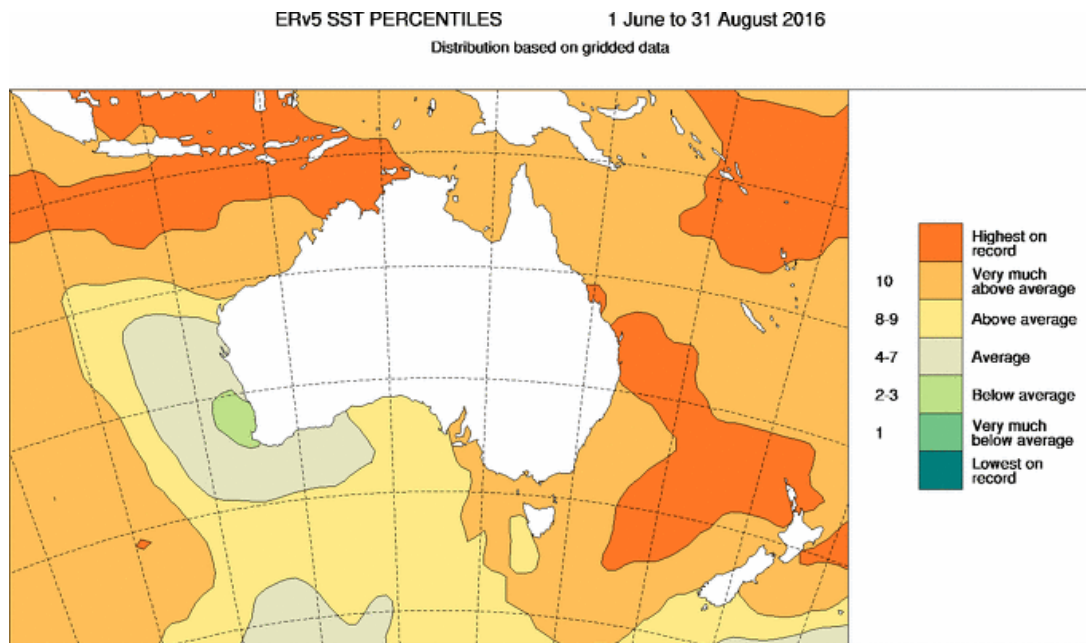 ERv5 SST PERCENTILES 1 June to 31 August 2016
Distribution based on gridded data
Highest on
record
10 Very much
above average
8-9 Above average
4-7 Average
2-3 Below average
1 Very much
below average
Lowest on
record